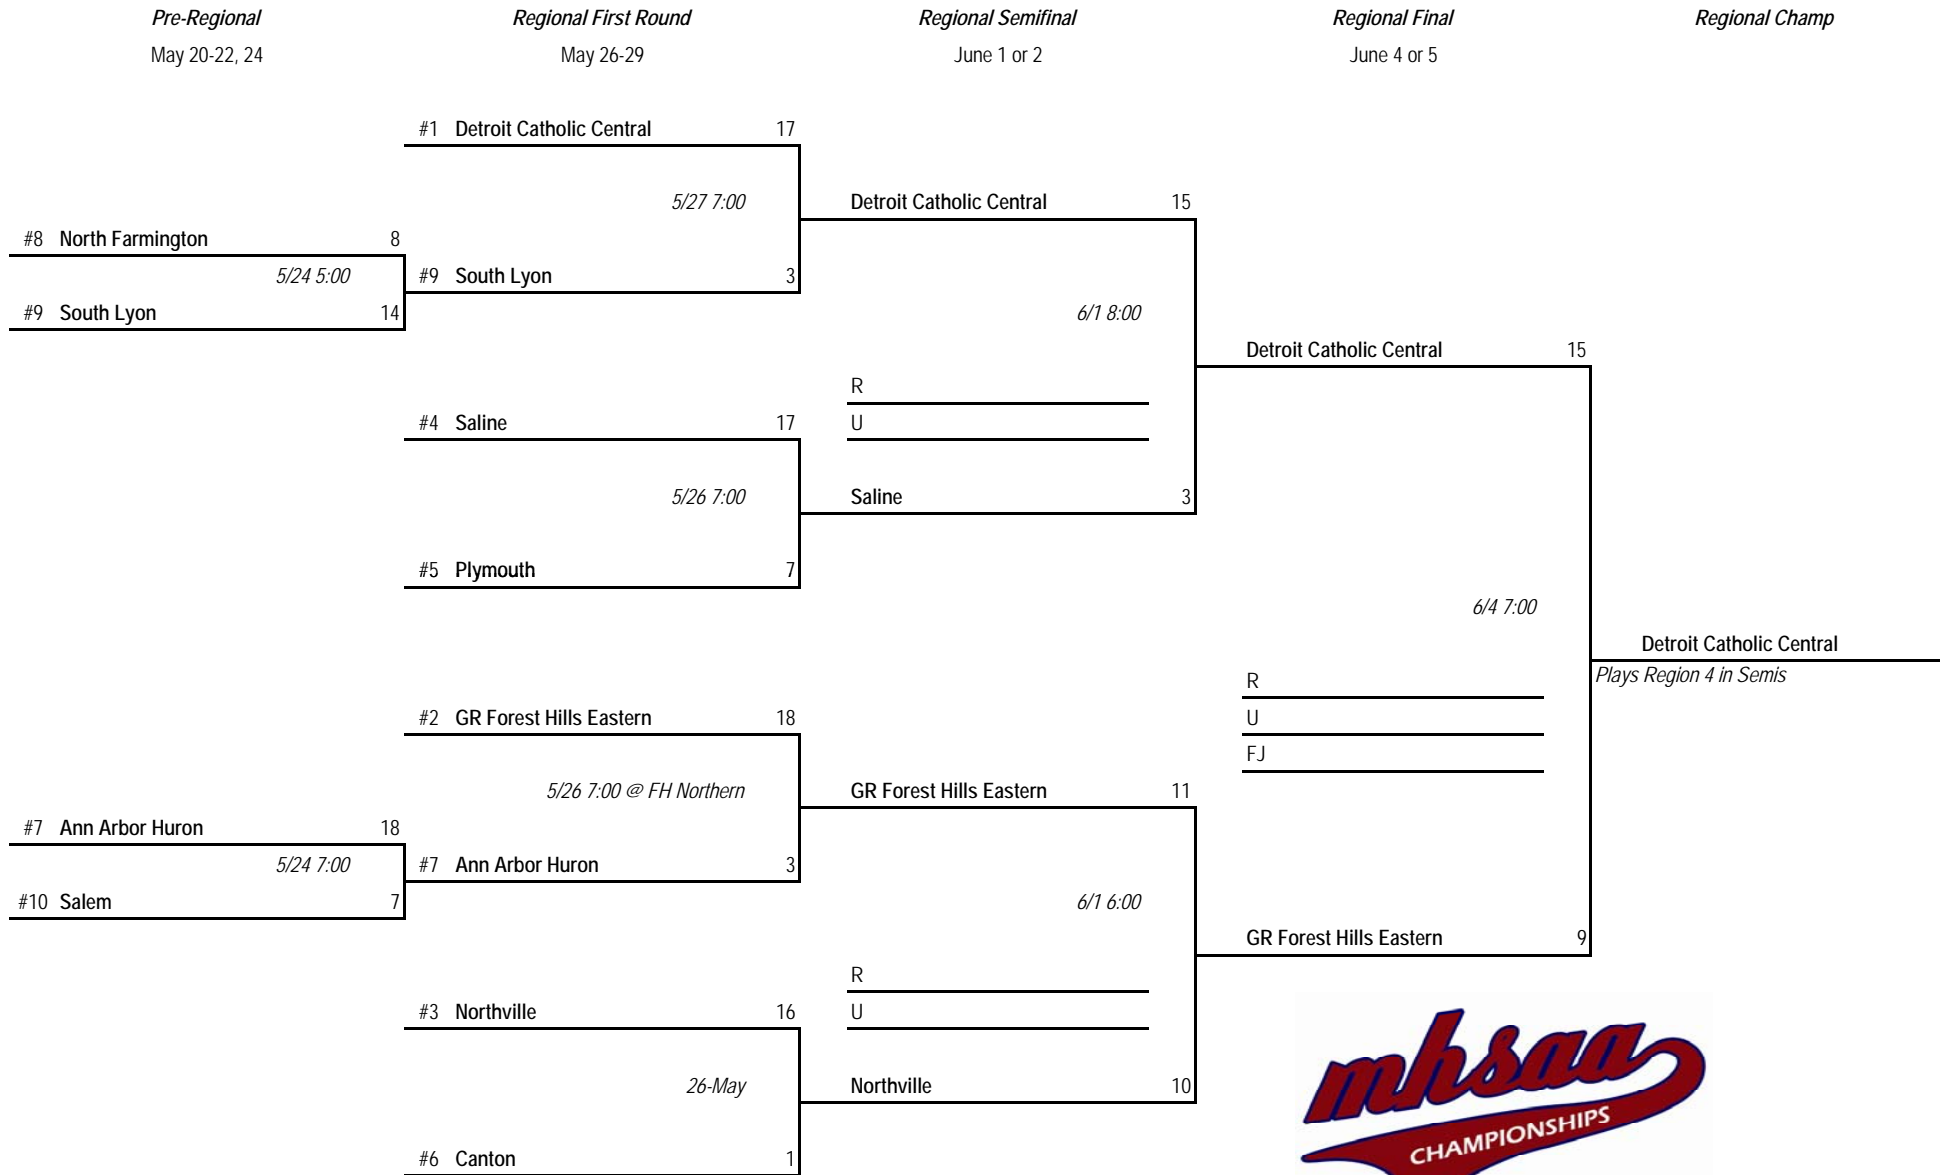 Pre-Regional Regional First Round Regional Semifinal Regional Final Regional Champ
May 20-22, 24 May 26-29 June 1 or 2 June 4 or 5
#1 Detroit Catholic Central 17
5/27 7:00 Detroit Catholic Central 15
#8 North Farmington 8
5/24 5:00 #9 South Lyon 3
#9 South Lyon 14 6/1 8:00
Detroit Catholic Central 15
R
#4 Saline 17 U
5/26 7:00 Saline 3
#5 Plymouth 7
6/4 7:00
Detroit Catholic Central
R Plays Region 4 in Semis
#2 GR Forest Hills Eastern 18 U
FJ
5/26 7:00 @ FH Northern GR Forest Hills Eastern 11
#7 Ann Arbor Huron 18
5/24 7:00 #7 Ann Arbor Huron 3
#10 Salem 7 6/1 6:00
GR Forest Hills Eastern 9
R
#3 Northville 16 U
26-May Northville 10
#6 Canton 1
mhsaa
CHAMPIONSHIPS